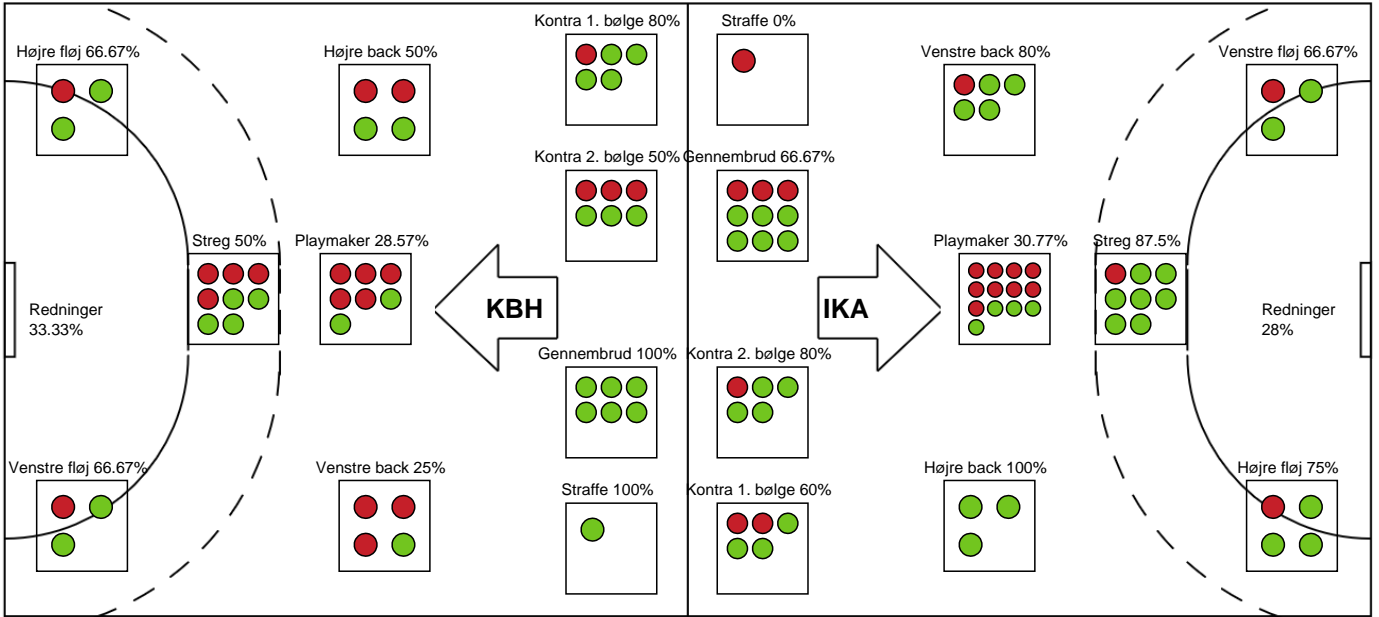 Kontra 1. bølge 80%
Straffe 0%
Højre fløj 66.67%
Højre back 50%
Venstre back 80%
Venstre fløj 66.67%
Kontra 2. bølge 50%
Gennembrud 66.67%
Streg 50%
Playmaker 28.57%
Playmaker 30.77%
Streg 87.5%
KBH
IKA
Redninger
33.33%
Redninger
28%
Gennembrud 100%
Kontra 2. bølge 80%
Venstre fløj 66.67%
Venstre back 25%
Straffe 100%
Kontra 1. bølge 60%
Højre back 100%
Højre fløj 75%